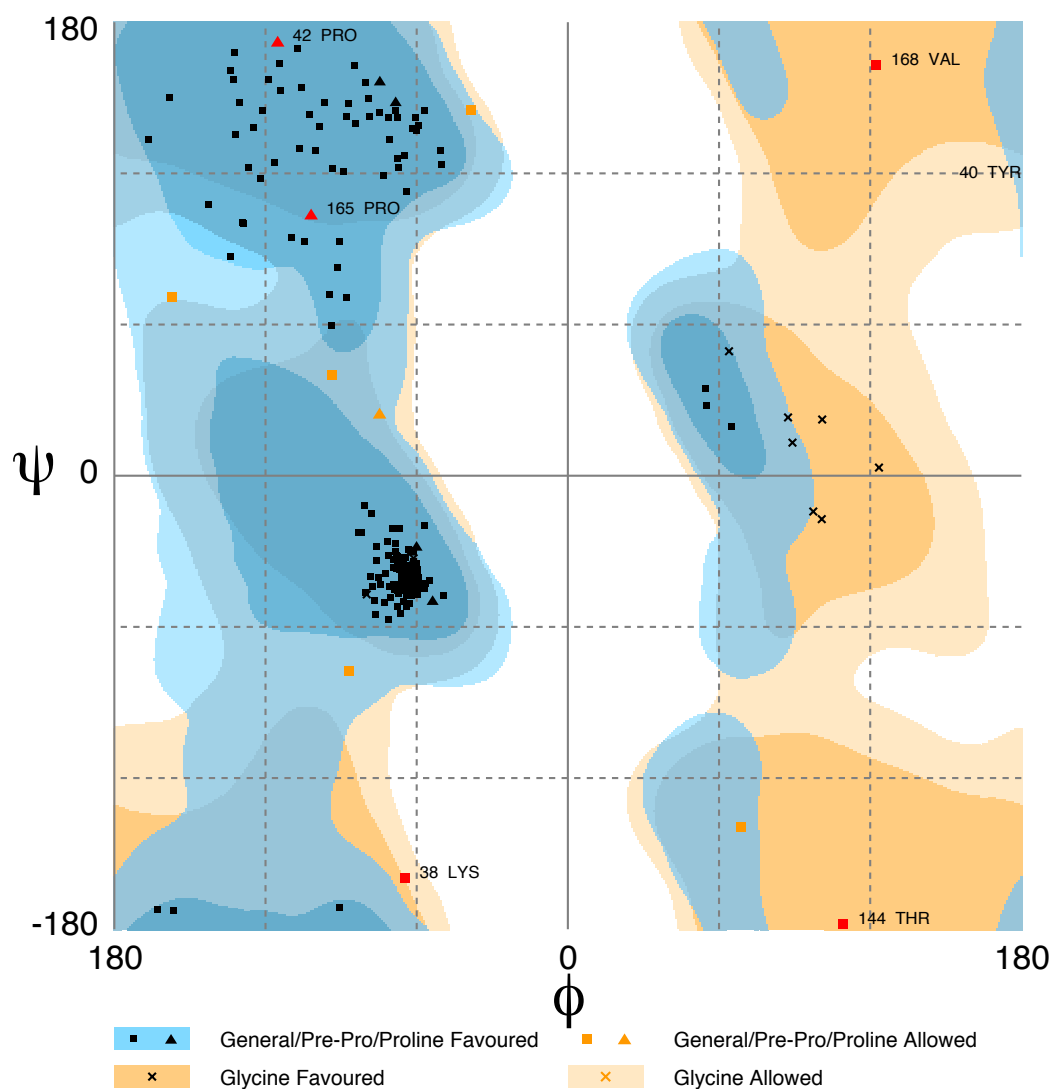 180
42 PRO
168 VAL
40 TYR
165 PRO
ψ 0
38 LYS
144 THR
-180
180 0 180
ϕ
General/Pre-Pro/Proline Favoured General/Pre-Pro/Proline Allowed
Glycine Favoured Glycine Allowed